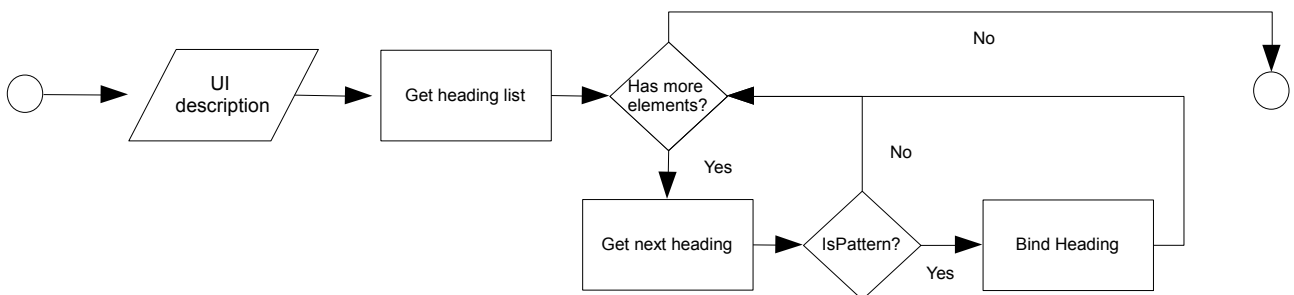 UI
description
Get heading list
Has more
elements?
No
Yes
Get next heading
IsPattern?
No
Yes
Bind Heading